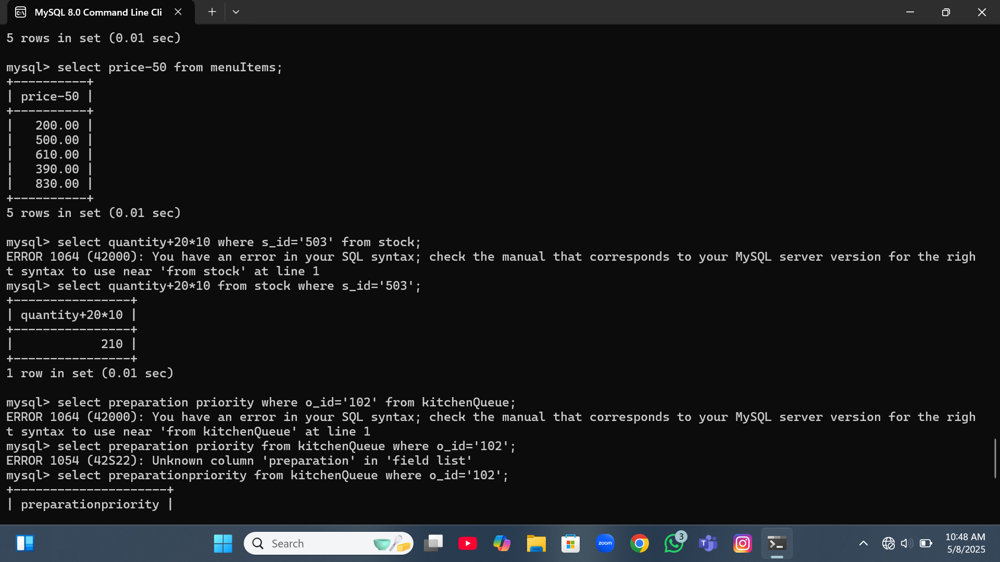 MySQL 8.0 Command Line Cli
5 rows in set (0.01 sec)
mysql> select price-50 from menuItems;
+----------+
| price-50 |
+----------+
|   200.00 |
|   500.00 |
|   610.00 |
|   390.00 |
|   830.00 |
+----------+
5 rows in set (0.01 sec)
mysql> select quantity+20*10 where s_id='503' from stock;
ERROR 1064 (42000): You have an error in your SQL syntax; check the manual that corresponds to your MySQL server version for the righ
t syntax to use near 'from stock' at line 1
mysql> select quantity+20*10 from stock where s_id='503';
+----------------+
| quantity+20*10 |
+----------------+
|            210 |
+----------------+
1 row in set (0.01 sec)
mysql> select preparation priority where o_id='102' from kitchenQueue;
ERROR 1064 (42000): You have an error in your SQL syntax; check the manual that corresponds to your MySQL server version for the righ
t syntax to use near 'from kitchenQueue' at line 1
mysql> select preparation priority from kitchenQueue where o_id='102';
ERROR 1054 (42S22): Unknown column 'preparation' in 'field list'
mysql> select preparationpriority from kitchenQueue where o_id='102';
+---------------------+
| preparationpriority |
Search
zoom
3
T
10:48 AM
5/8/2025